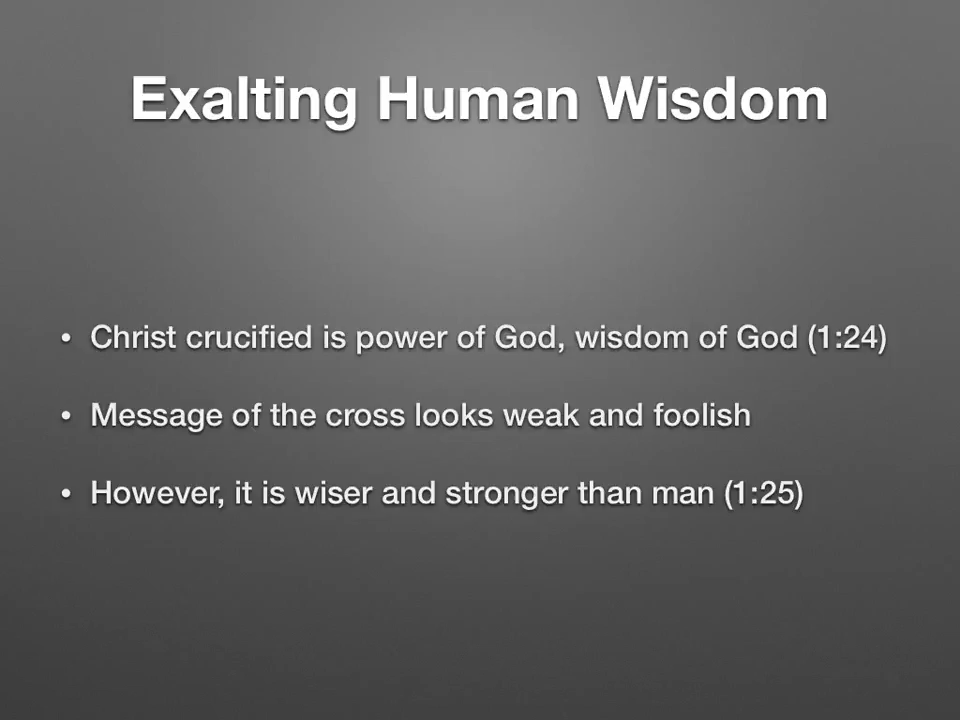 Exalting Human Wisdom
• Christ crucified is power of God, wisdom of God (1:24)
• Message of the cross looks weak and foolish
• However, it is wiser and stronger than man (1:25)